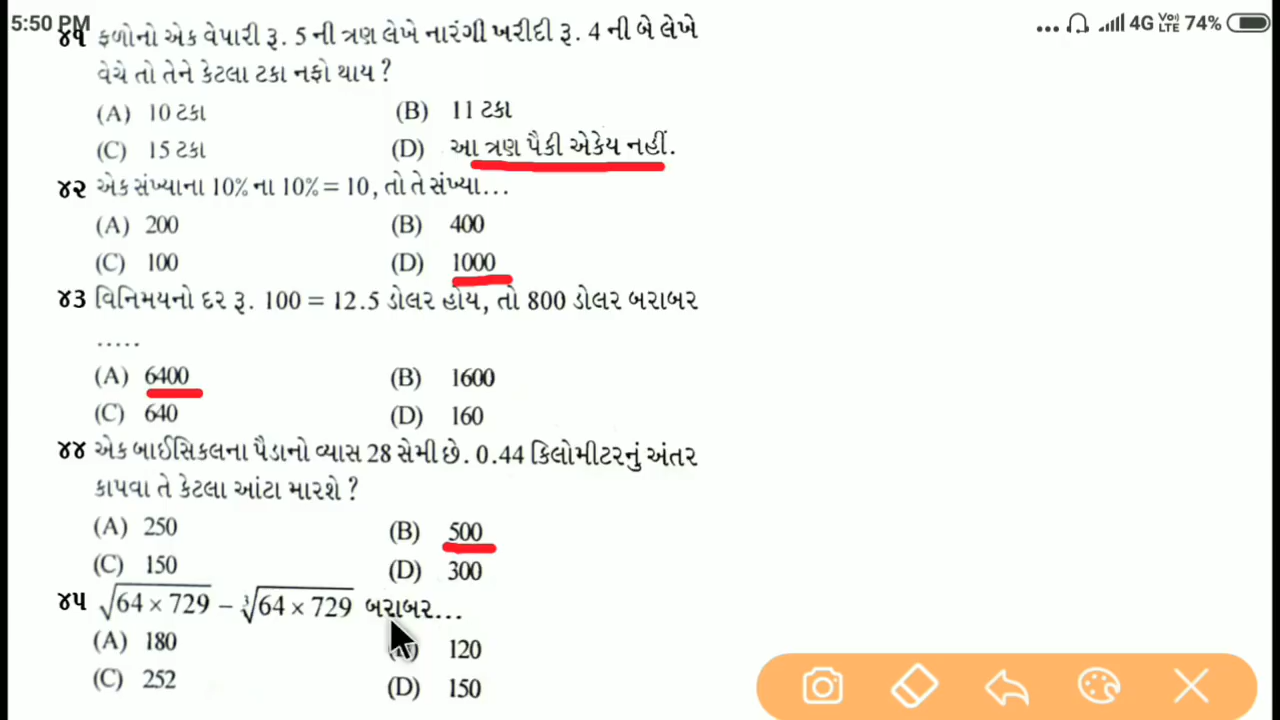 5:50 PM
... 4G VoI) LTE 74%
૪૧ ફળોનો એક વેપારી રૂ. 5 ની ત્રણ લેખે નારંગી ખરીદી રૂ. 4 ની બે લેખે
વેચે તો તેને કેટલા ટકા નફો થાય ?
(A) 10 ટકા (B) 11 ટકા
(C) 15 ટકા (D) આ ત્રણ પૈકી એકેય નહીં.
૪૨ એક સંખ્યાના 10% ના 10% = 10, તો તે સંખ્યા...
(A) 200 (B) 400
(C) 100 (D) 1000
૪૩ વિનિમયનો દર રૂ. 100 = 12.5 ડોલર હોય, તો 800 ડોલર બરાબર
.....
(A) 6400 (B) 1600
(C) 640 (D) 160
૪૪ એક બાઈસિકલના પૈડાનો વ્યાસ 28 સેમી છે. 0.44 કિલોમીટરનું અંતર
કાપવા તે કેટલા આંટા મારશે ?
(A) 250 (B) 500
(C) 150 (D) 300
૪૫ √64 × 729 – ∛64 × 729 બરાબર...
(A) 180 120
(C) 252 (D) 150